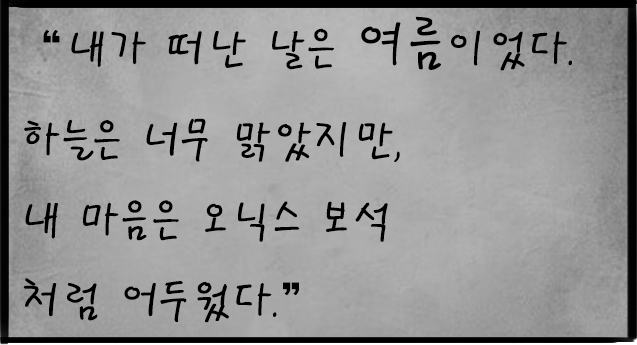 “내가 떠난 날은 여름이었다.
하늘은 너무 맑았지만,
내 마음은 오닉스 보석
처럼 어두웠다.”